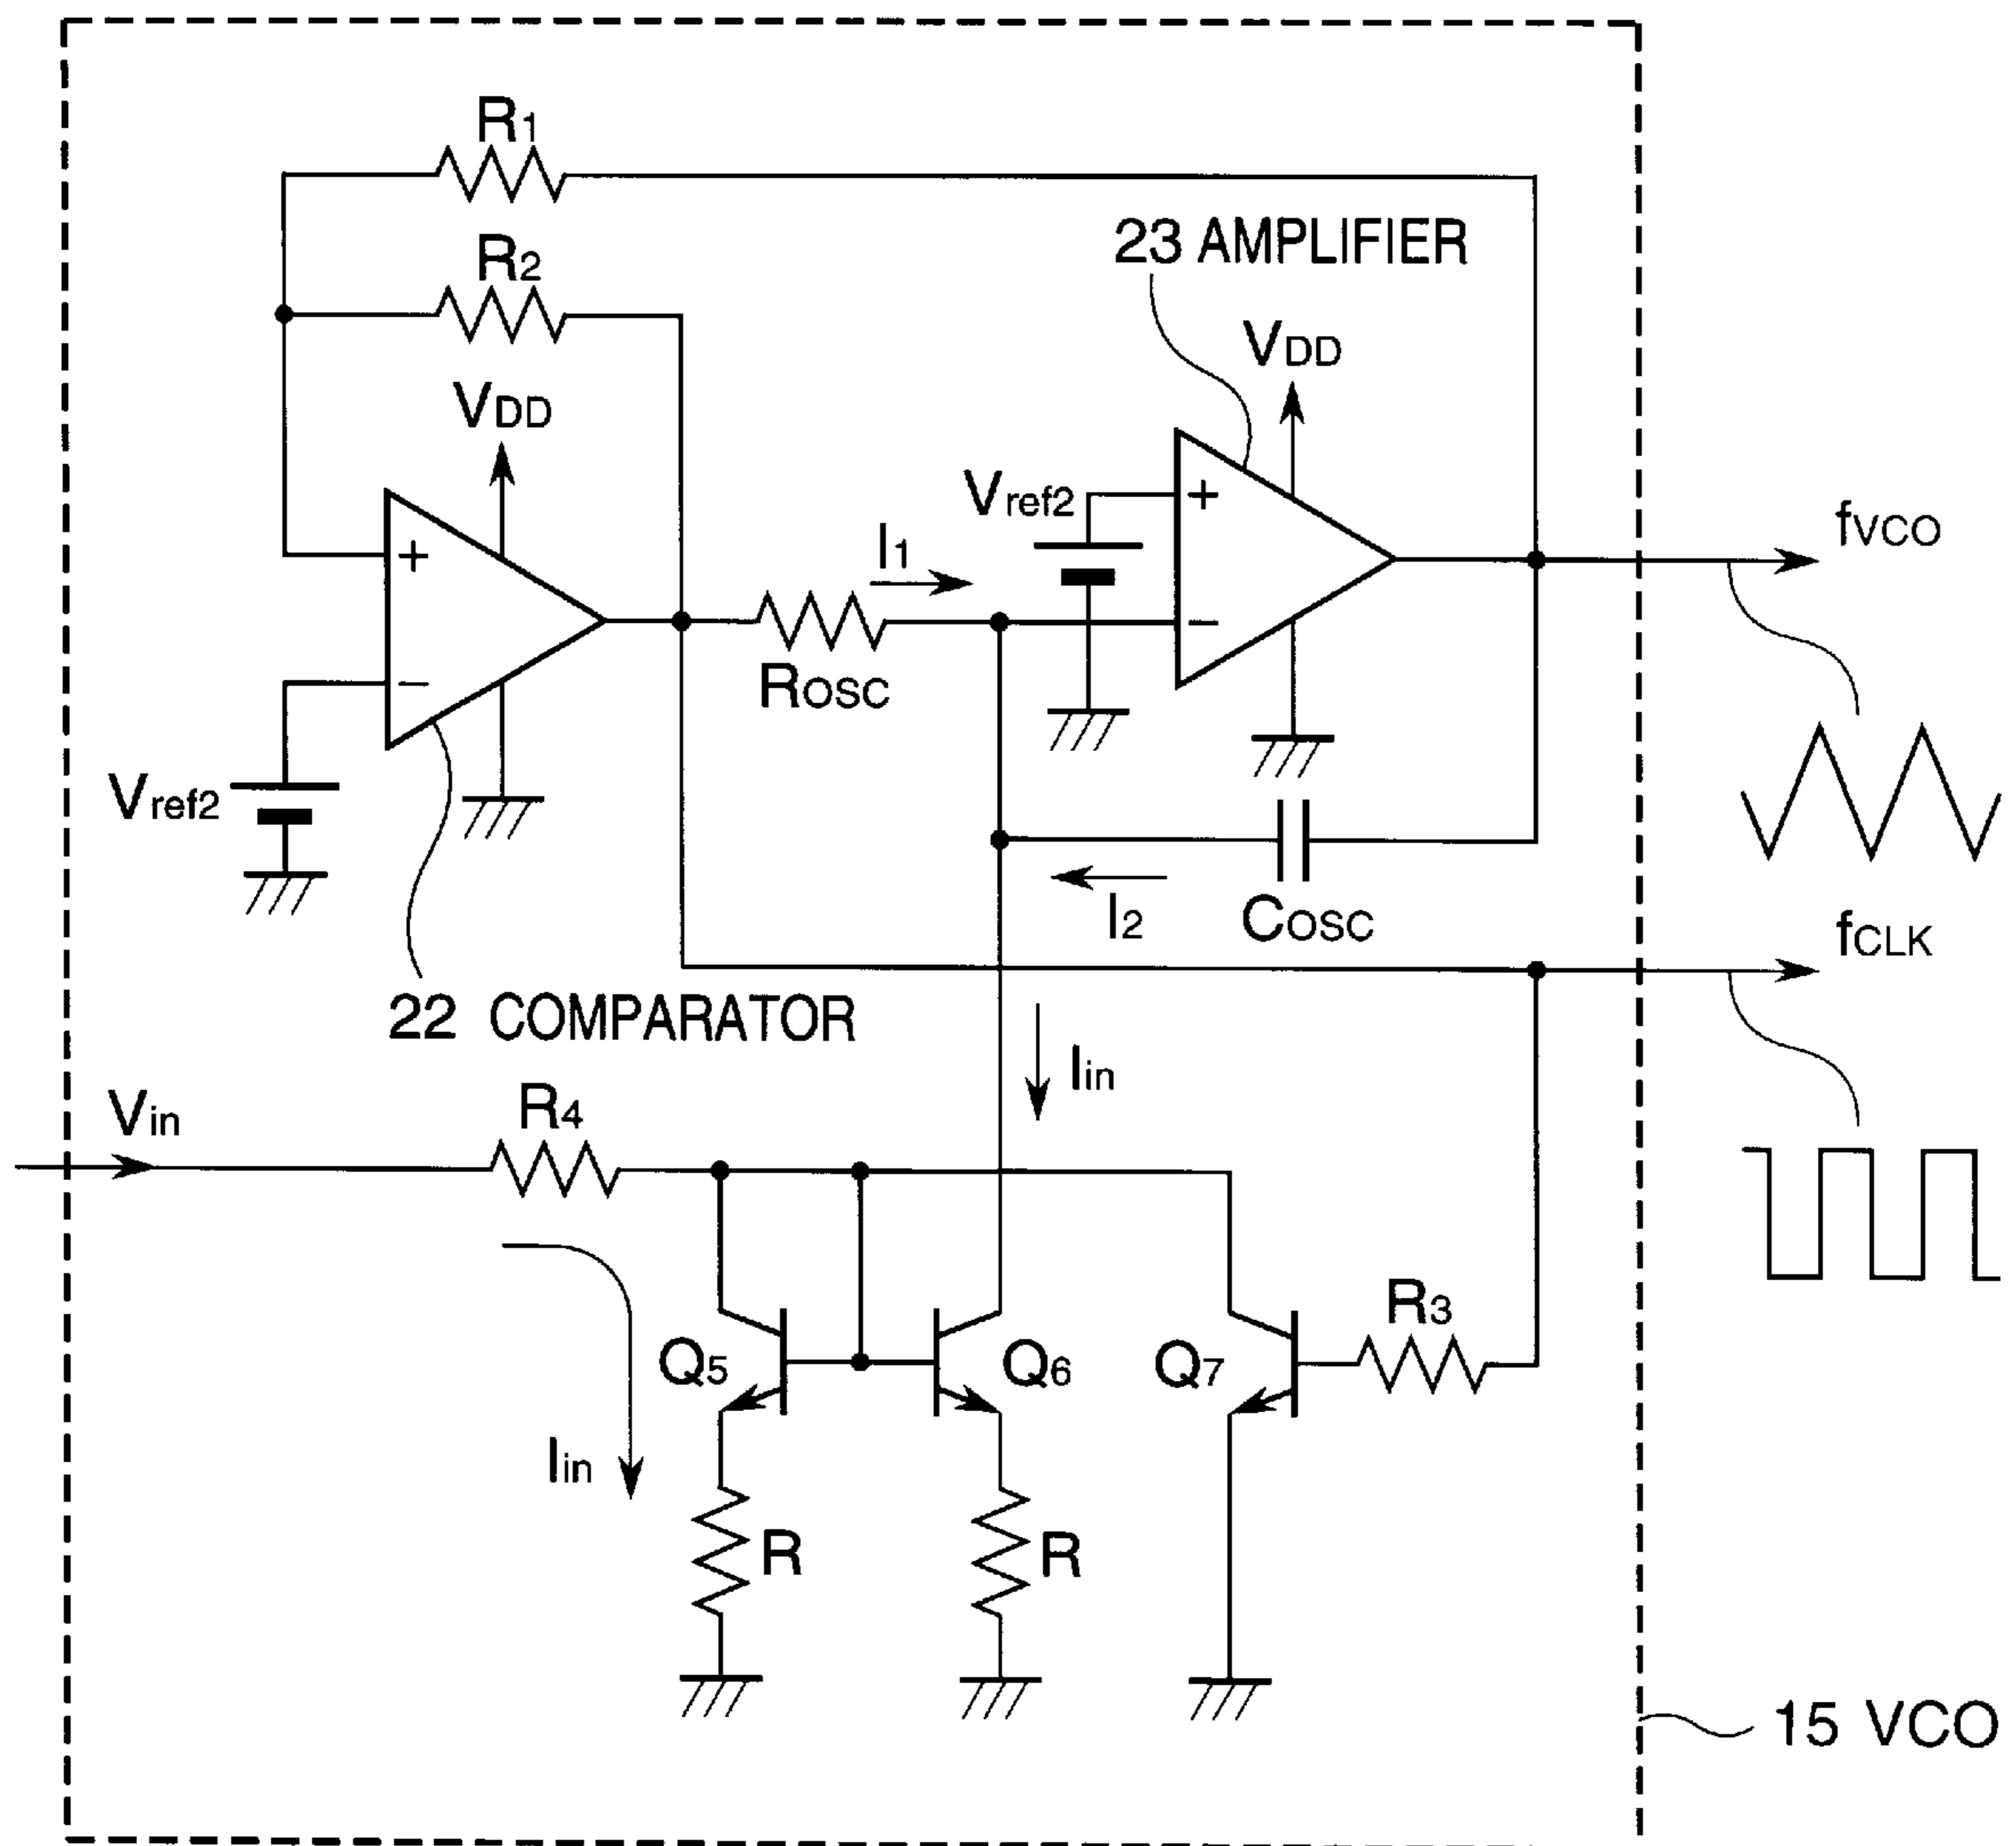 R1
R2
23 AMPLIFIER
VDD
VDD
Vref2
+
fVCO
I1
+
−
−
ROSC
Vref2
I2
COSC
fCLK
22 COMPARATOR
Iin
Vin
R4
R3
Q5
Q6
Q7
Iin
R
R
15 VCO